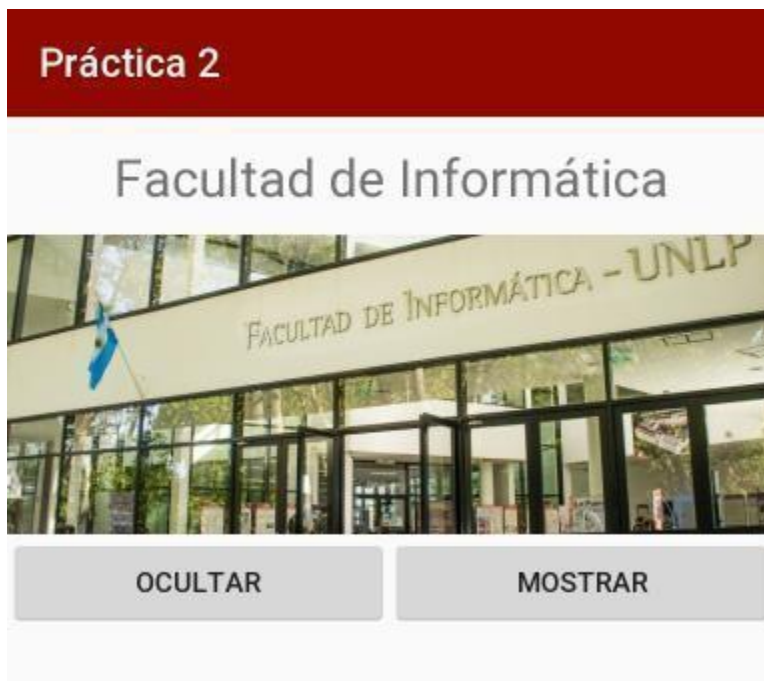 Práctica 2
Facultad de Informática
FACULTAD DE INFORMÁTICA - UNLP
OCULTAR
MOSTRAR